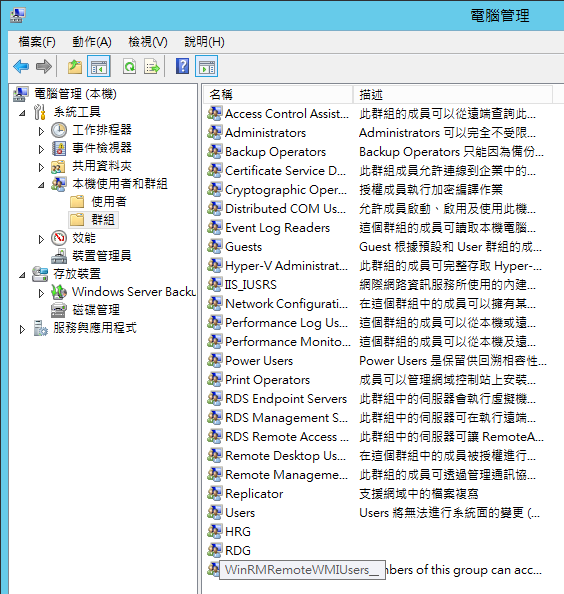 電腦管理
檔案(F) 動作(A) 檢視(V) 說明(H)
電腦管理 (本機)
系統工具
工作排程器
事件檢視器
共用資料夾
本機使用者和群組
使用者
群組
效能
裝置管理員
存放裝置
Windows Server Backu
磁碟管理
服務與應用程式
名稱 描述
Access Control Assist... 此群組的成員可以從遠端查詢此...
Administrators Administrators 可以完全不受限...
Backup Operators Backup Operators 只能因為備份...
Certificate Service D... 此群組成員允許連線到企業中的...
Cryptographic Oper... 授權成員執行加密編譯作業
Distributed COM Us... 允許成員啟動、啟用及使用此機...
Event Log Readers 這個群組的成員可讀取本機電腦...
Guests Guest 根據預設和 User 群組的成...
Hyper-V Administrat... 此群組的成員可完整存取 Hyper-...
IIS_IUSRS 網際網路資訊服務所使用的內建...
Network Configurati... 在這個群組中的成員可以擁有某...
Performance Log Us... 這個群組的成員可以從本機或遠...
Performance Monito... 這個群組的成員可以從本機及遠...
Power Users Power Users 是保留供回溯相容性...
Print Operators 成員可以管理網域控制站上安裝...
RDS Endpoint Servers 此群組中的伺服器會執行虛擬機...
RDS Management S... 此群組中的伺服器可在執行遠端...
RDS Remote Access ... 此群組中的伺服器可讓 RemoteA...
Remote Desktop Us... 在這個群組中的成員被授權進行...
Remote Manageme... 此群組的成員可透過管理通訊協...
Replicator 支援網域中的檔案複寫
Users Users 將無法進行系統面的變更 (...
HRG
RDG
WinRMRemoteWMIUsers__ nbers of this group can acc...